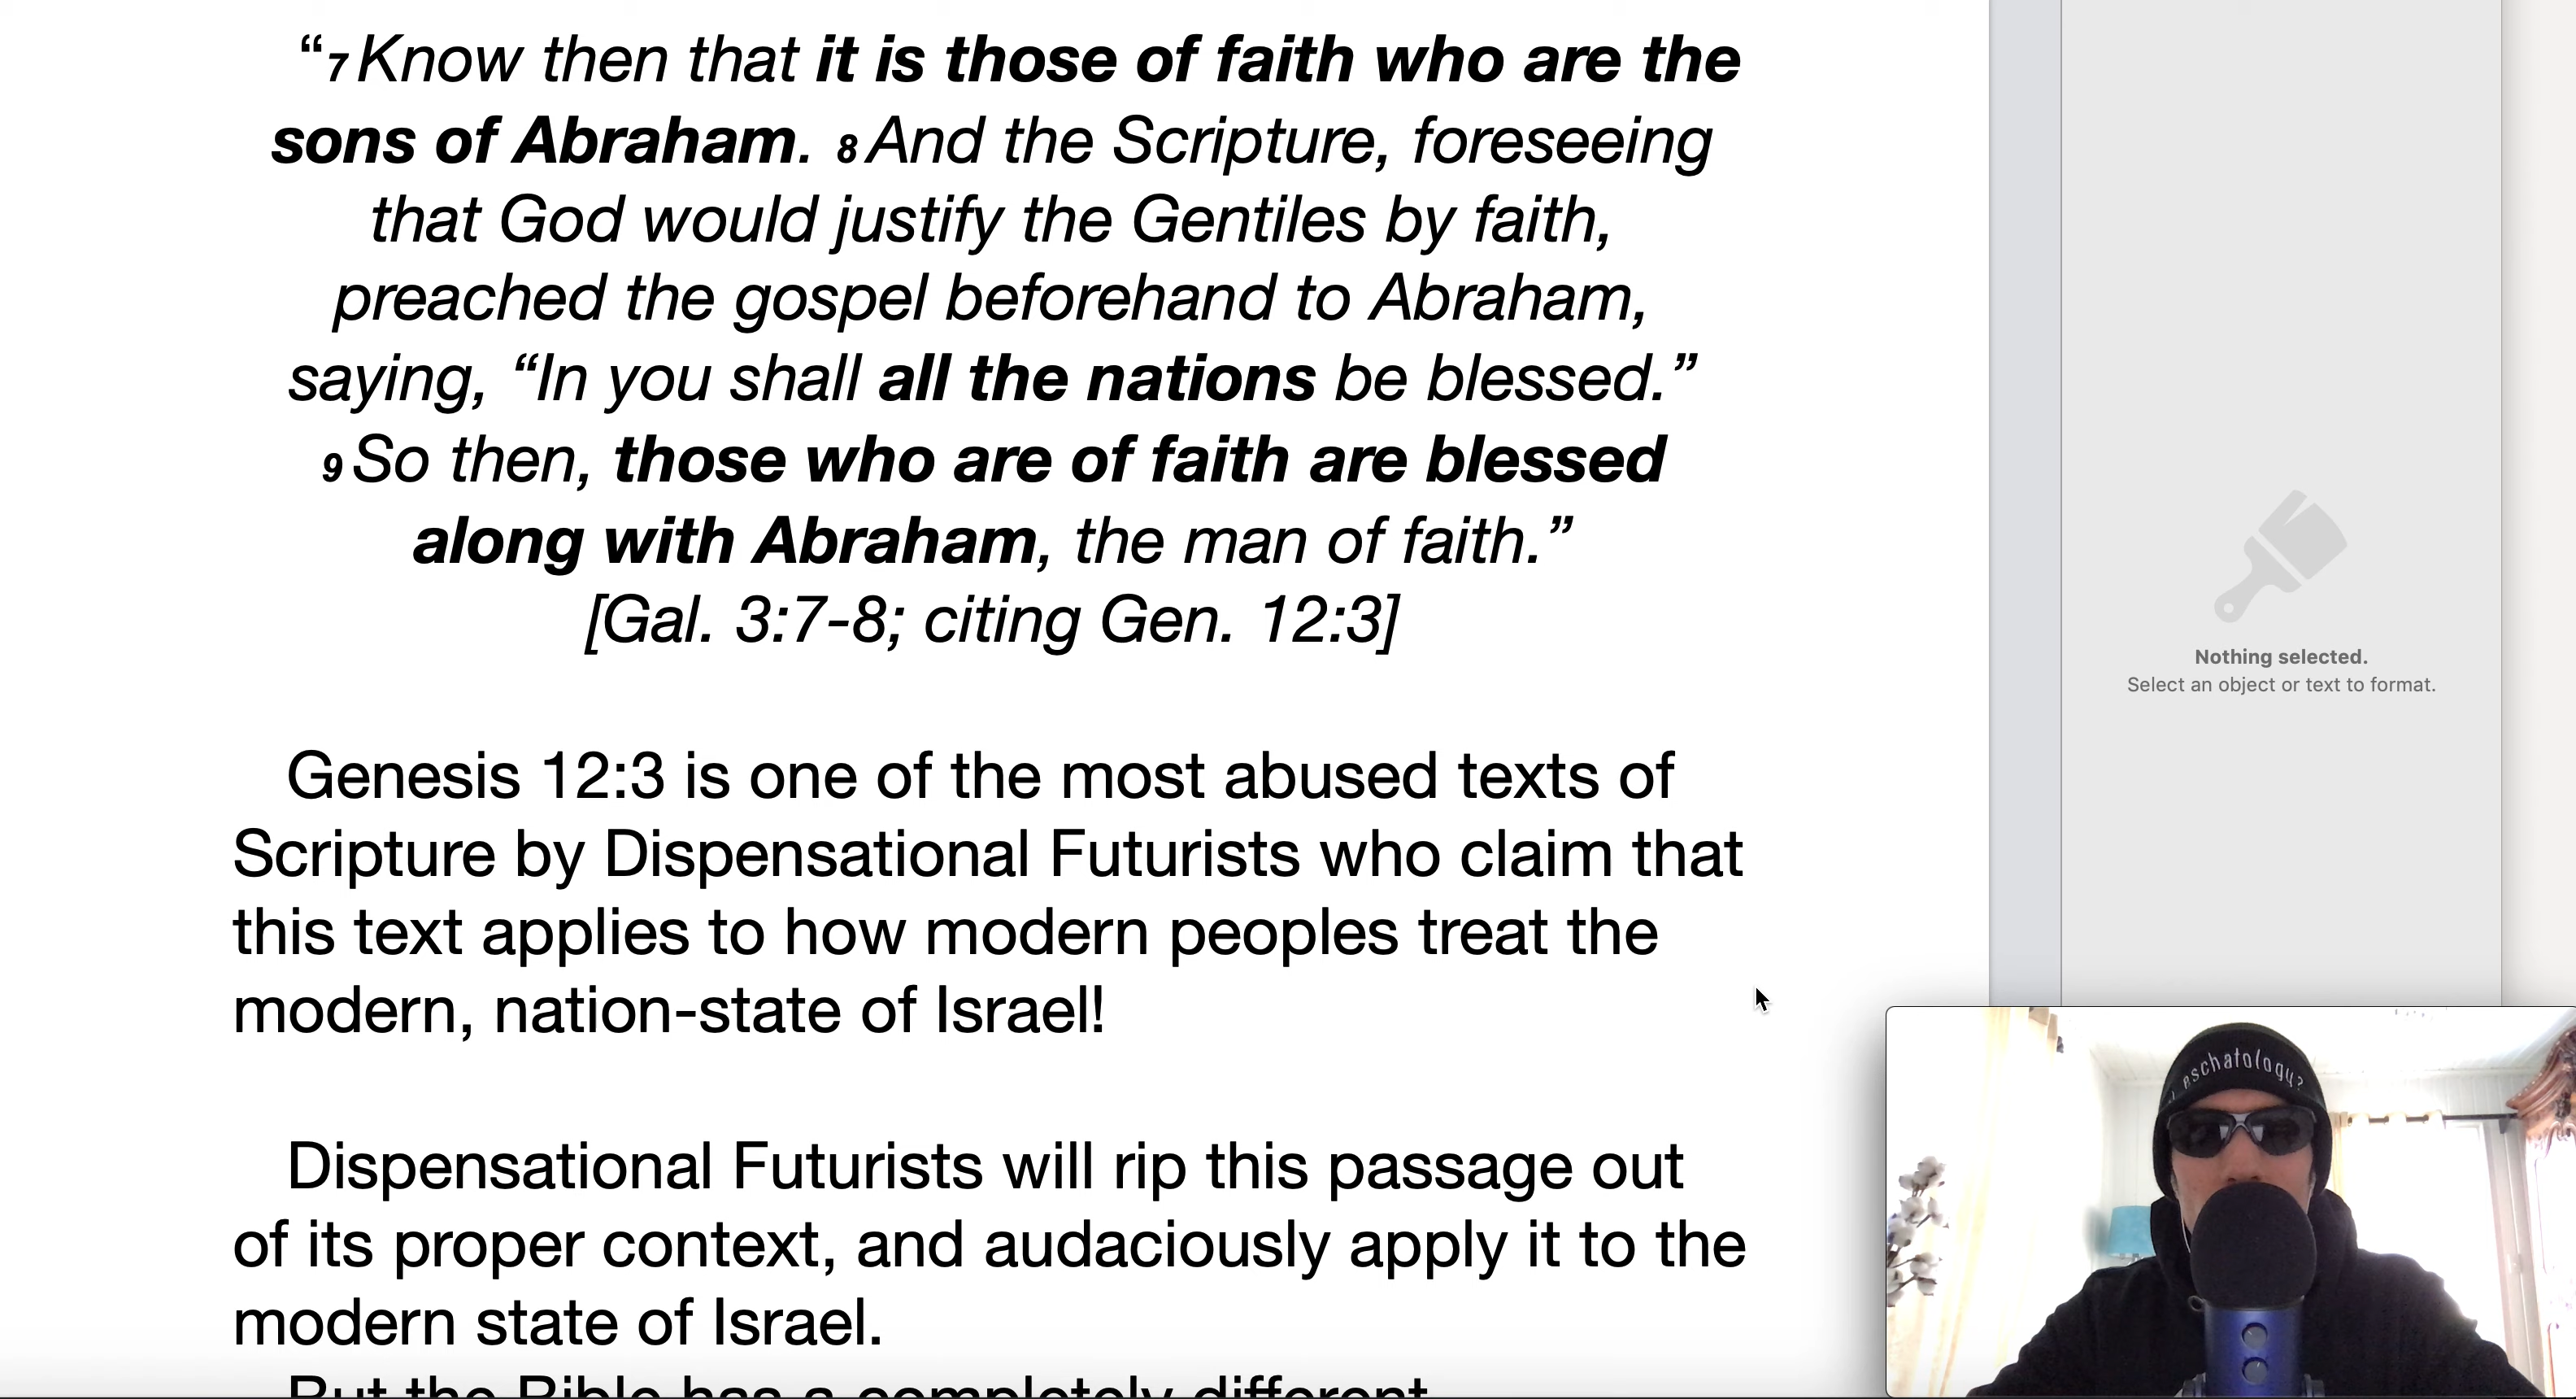 “7 Know then that it is those of faith who are the
sons of Abraham. 8 And the Scripture, foreseeing
that God would justify the Gentiles by faith,
preached the gospel beforehand to Abraham,
saying, “In you shall all the nations be blessed.”
9 So then, those who are of faith are blessed
along with Abraham, the man of faith.”
[Gal. 3:7-8; citing Gen. 12:3]
Genesis 12:3 is one of the most abused texts of
Scripture by Dispensational Futurists who claim that
this text applies to how modern peoples treat the
modern, nation-state of Israel!
Dispensational Futurists will rip this passage out
of its proper context, and audaciously apply it to the
modern state of Israel.
But the Bible has a completely different
Nothing selected.
Select an object or text to format.
eschatology?